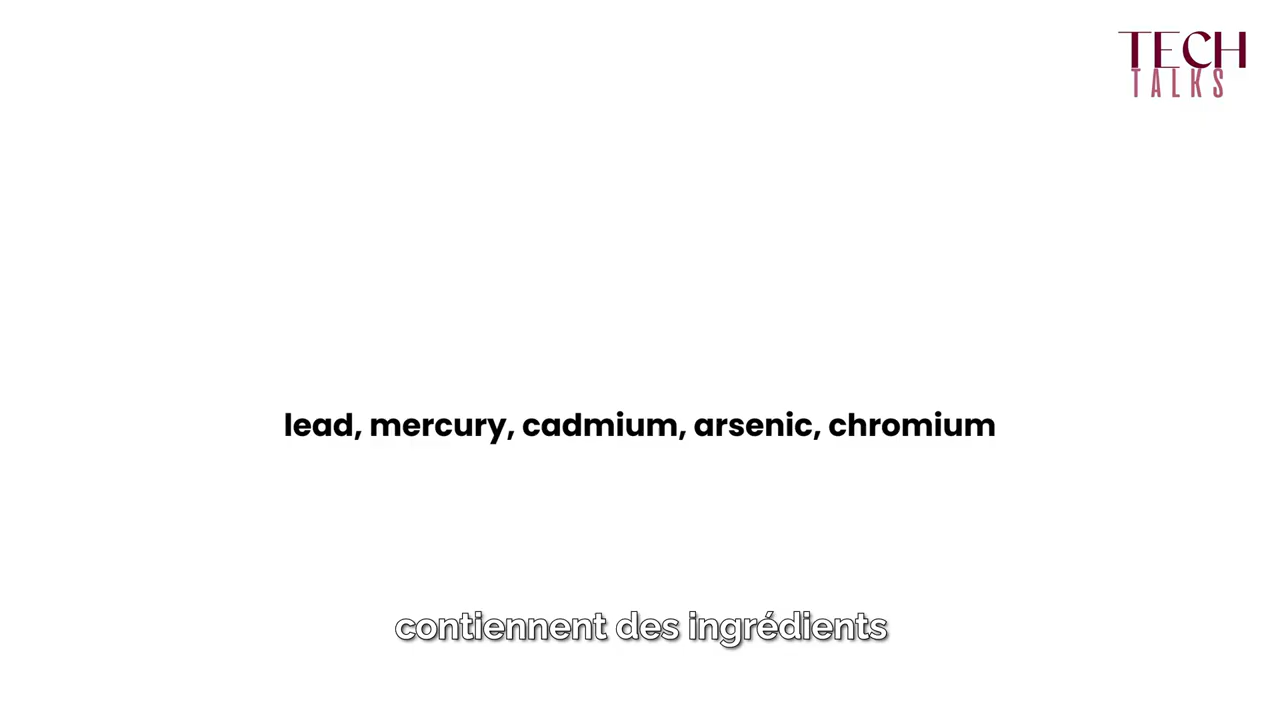 TECH
TALKS
lead, mercury, cadmium, arsenic, chromium
contiennent des ingrédients